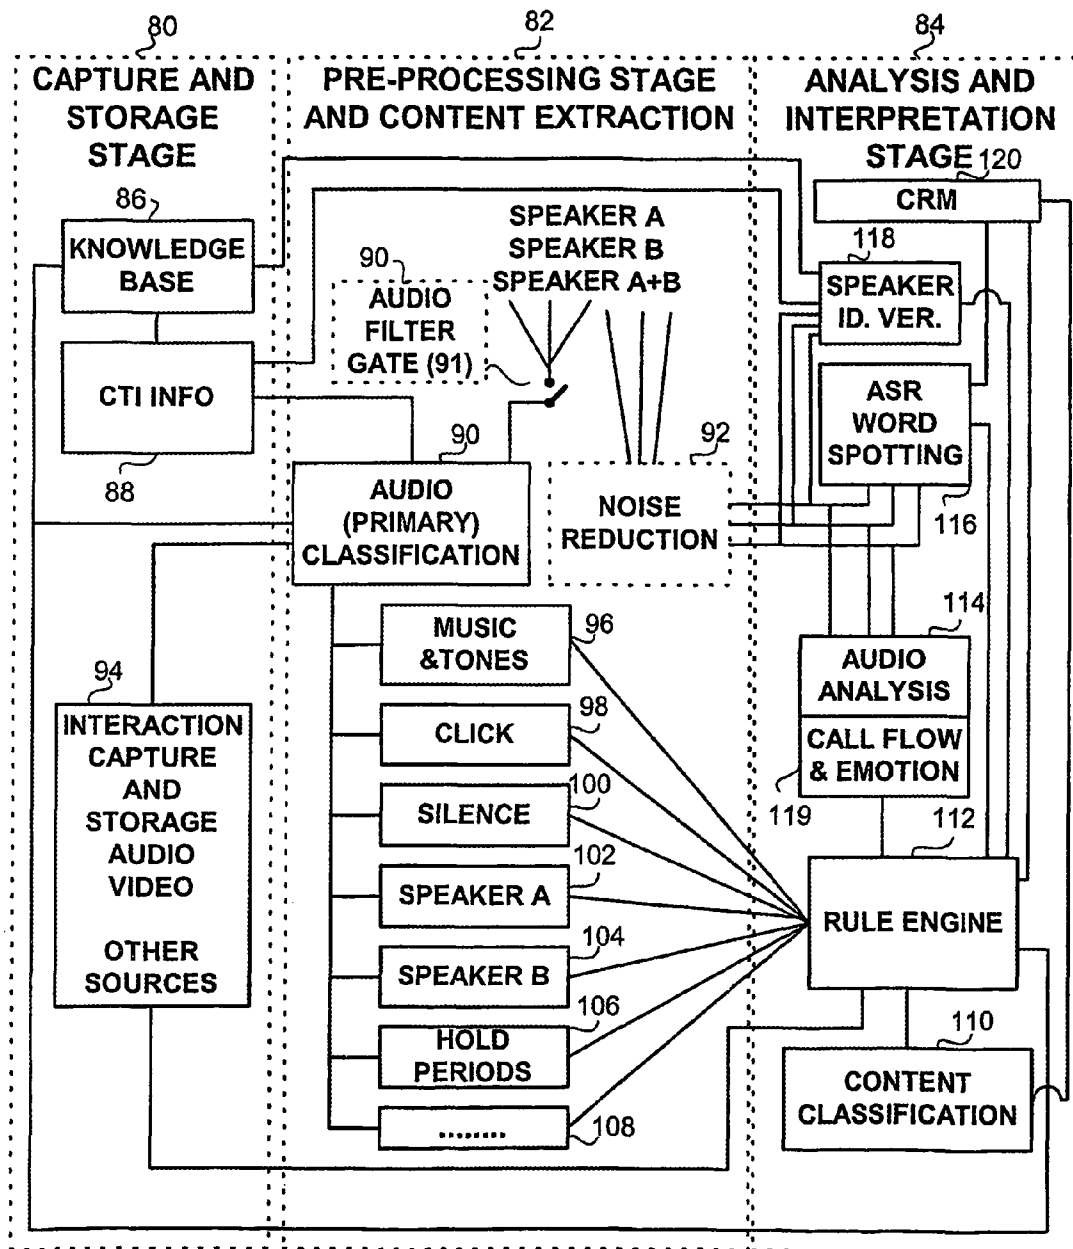 80
82
84
CAPTURE AND
STORAGE
STAGE
PRE-PROCESSING STAGE
AND CONTENT EXTRACTION
ANALYSIS AND
INTERPRETATION
STAGE
120
CRM
86
KNOWLEDGE
BASE
CTI INFO
88
SPEAKER A
SPEAKER B
SPEAKER A+B
90
AUDIO
FILTER
GATE (91)
118
SPEAKER
ID. VER.
ASR
WORD
SPOTTING
116
90
AUDIO
(PRIMARY)
CLASSIFICATION
92
NOISE
REDUCTION
94
INTERACTION
CAPTURE
AND
STORAGE
AUDIO
VIDEO
OTHER
SOURCES
MUSIC
&TONES
96
CLICK
98
SILENCE
100
SPEAKER A
102
SPEAKER B
104
HOLD
PERIODS
106
........
108
114
AUDIO
ANALYSIS
CALL FLOW
& EMOTION
119
112
RULE ENGINE
110
CONTENT
CLASSIFICATION